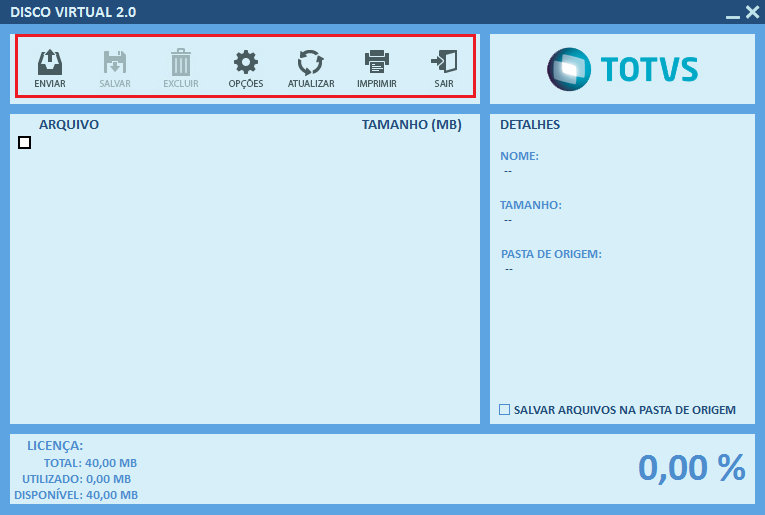 DISCO VIRTUAL 2.0
ENVIAR SALVAR EXCLUIR OPÇÕES ATUALIZAR IMPRIMIR SAIR
TOTVS
ARQUIVO TAMANHO (MB)
DETALHES
NOME:
--
TAMANHO:
--
PASTA DE ORIGEM:
--
SALVAR ARQUIVOS NA PASTA DE ORIGEM
LICENÇA:
TOTAL: 40,00 MB
UTILIZADO: 0,00 MB
DISPONÍVEL: 40,00 MB
0,00 %